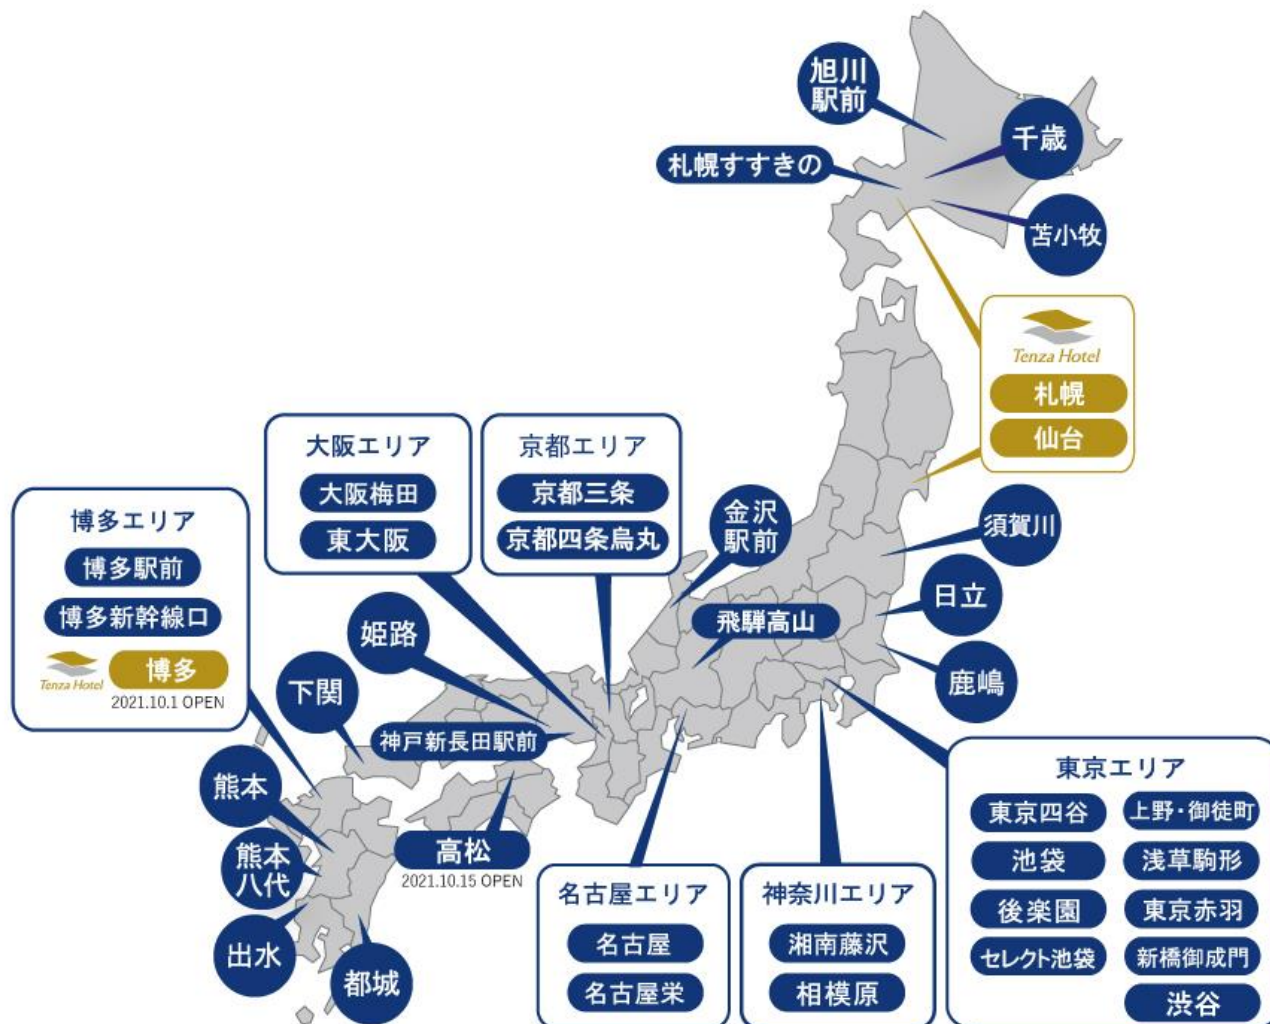 旭川
駅前
千歳
札幌すすきの
苫小牧
Tenza Hotel
札幌
仙台
大阪エリア
大阪梅田
東大阪
京都エリア
京都三条
京都四条烏丸
金沢
駅前
須賀川
博多エリア
博多駅前
博多新幹線口
Tenza Hotel
博多
2021.10.1 OPEN
日立
飛騨高山
姫路
鹿嶋
下関
神戸新長田駅前
熊本
熊本
八代
高松
2021.10.15 OPEN
出水
都城
名古屋エリア
名古屋
名古屋栄
神奈川エリア
湘南藤沢
相模原
東京エリア
東京四谷
上野・御徒町
池袋
浅草駒形
後楽園
東京赤羽
セレクト池袋
新橋御成門
渋谷